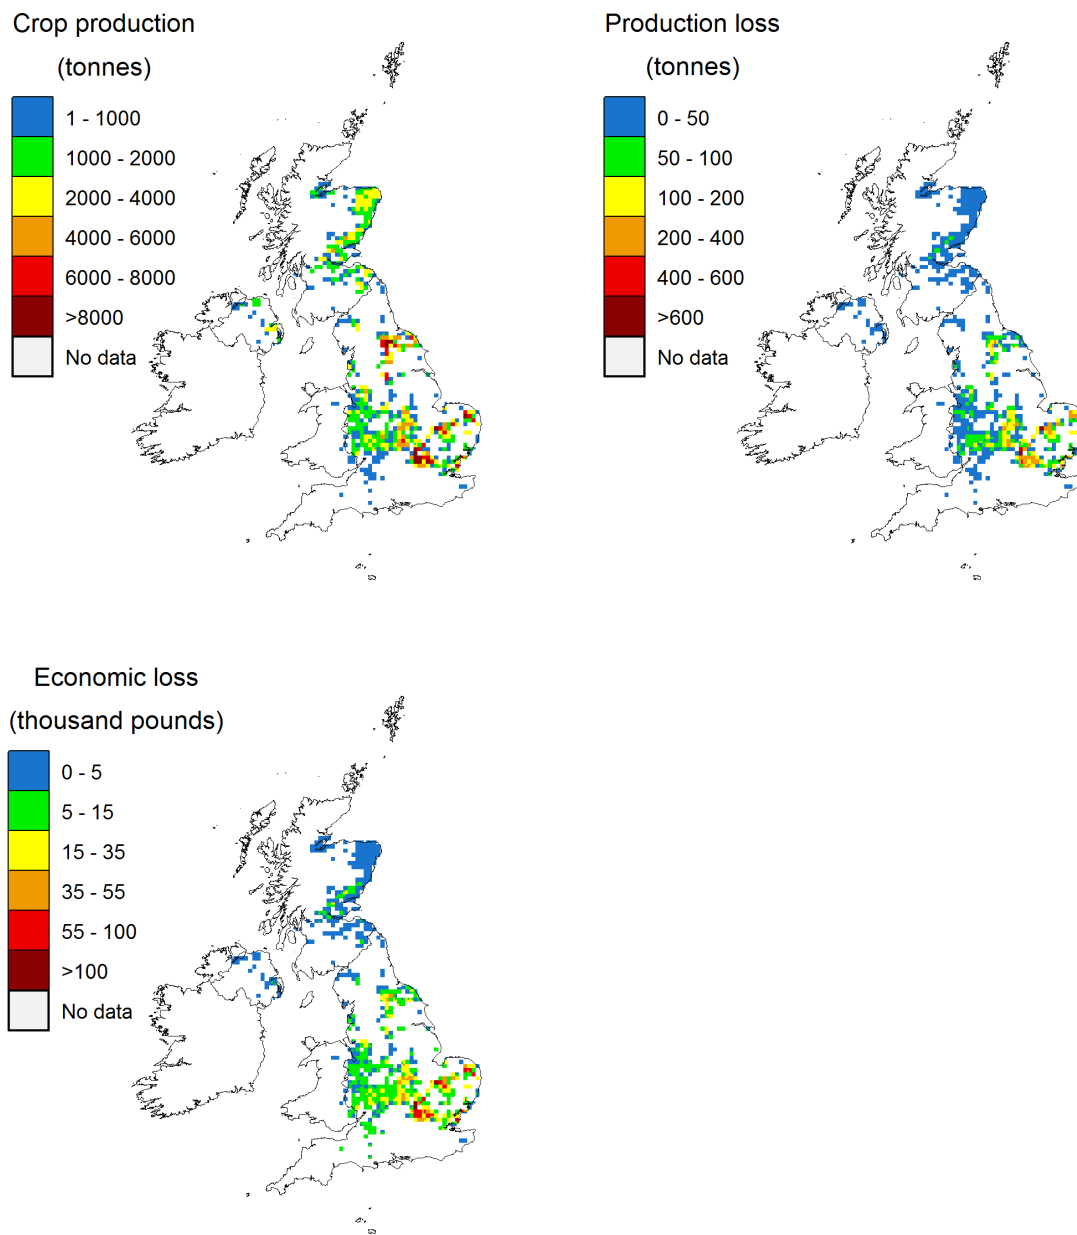 Crop production
(tonnes)
1 - 1000
1000 - 2000
2000 - 4000
4000 - 6000
6000 - 8000
>8000
No data
Production loss
(tonnes)
0 - 50
50 - 100
100 - 200
200 - 400
400 - 600
>600
No data
Economic loss
(thousand pounds)
0 - 5
5 - 15
15 - 35
35 - 55
55 - 100
>100
No data